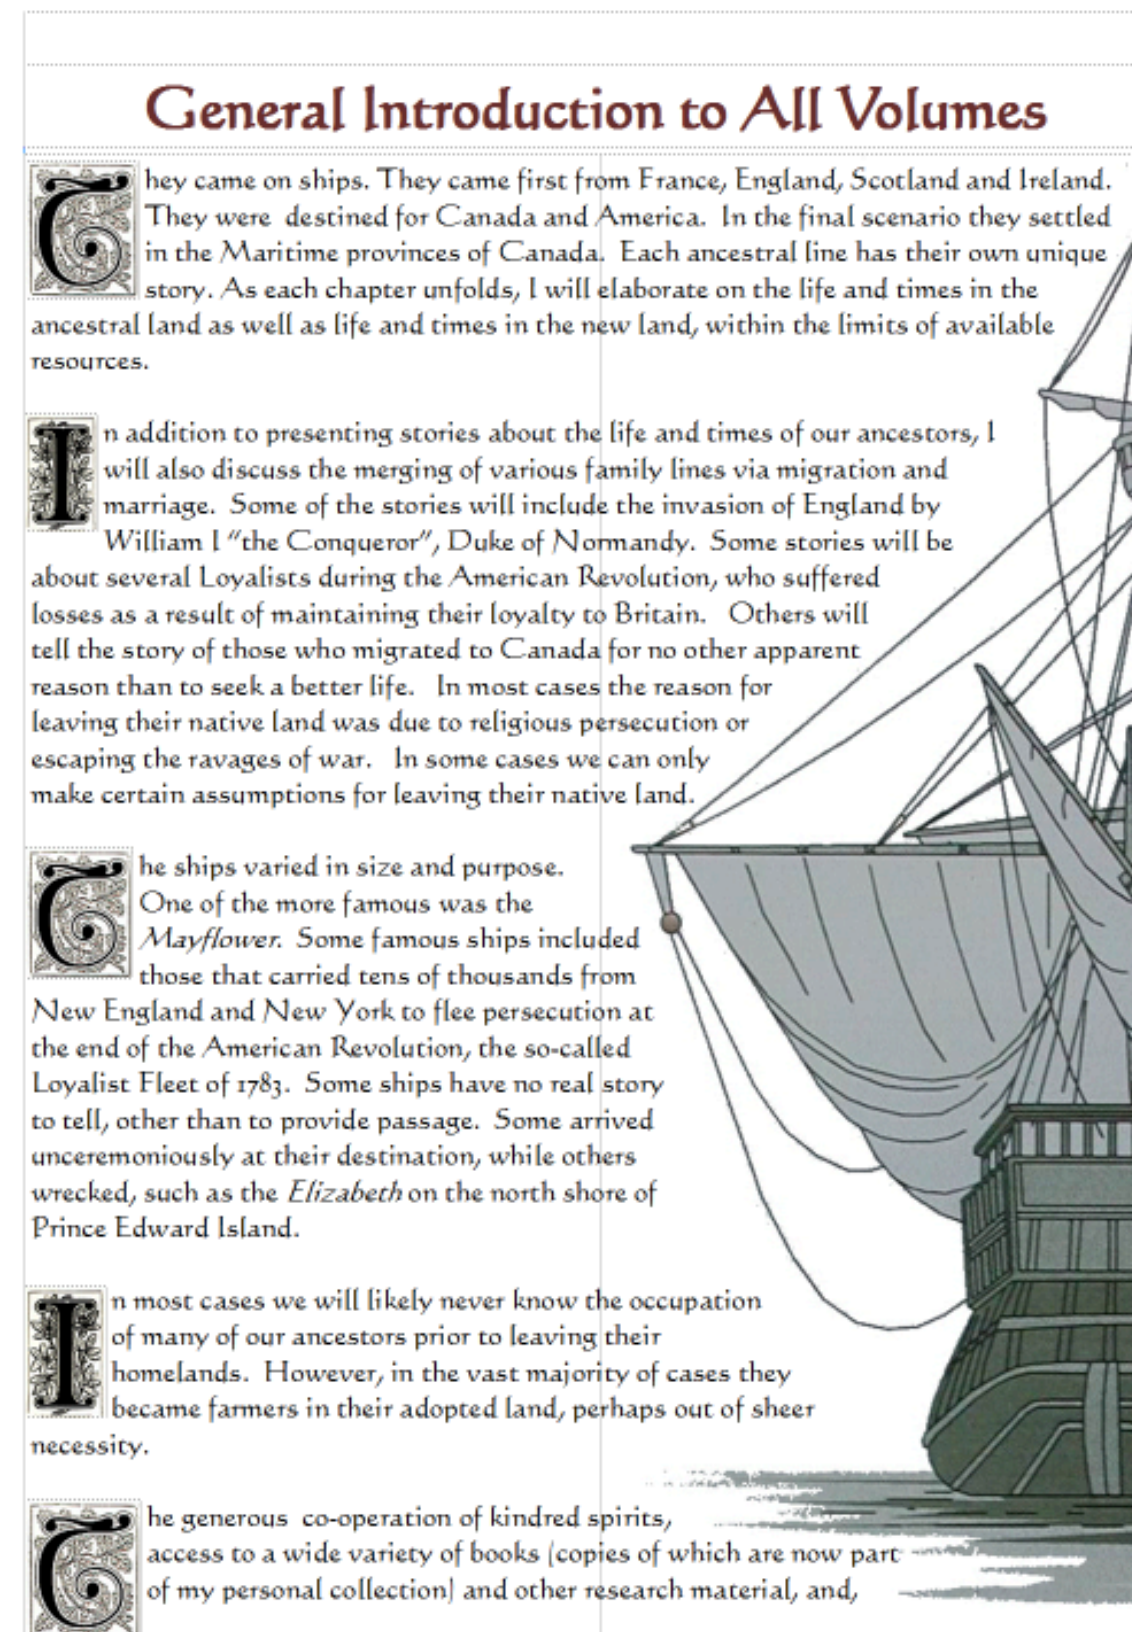 General Introduction to All Volumes
They came on ships. They came first from France, England, Scotland and Ireland.
They were  destined for Canada and America.  In the final scenario they settled
in the Maritime provinces of Canada.  Each ancestral line has their own unique
story. As each chapter unfolds, I will elaborate on the life and times in the
ancestral land as well as life and times in the new land, within the limits of available
resources.
In addition to presenting stories about the life and times of our ancestors, I
will also discuss the merging of various family lines via migration and
marriage.  Some of the stories will include the invasion of England by
William I "the Conqueror", Duke of Normandy.  Some stories will be
about several Loyalists during the American Revolution, who suffered
losses as a result of maintaining their loyalty to Britain.   Others will
tell the story of those who migrated to Canada for no other apparent
reason than to seek a better life.   In most cases the reason for
leaving their native land was due to religious persecution or
escaping the ravages of war.   In some cases we can only
make certain assumptions for leaving their native land.
The ships varied in size and purpose.
One of the more famous was the
Mayflower.  Some famous ships included
those that carried tens of thousands from
New England and New York to flee persecution at
the end of the American Revolution, the so-called
Loyalist Fleet of 1783.  Some ships have no real story
to tell, other than to provide passage.  Some arrived
unceremoniously at their destination, while others
wrecked, such as the Elizabeth on the north shore of
Prince Edward Island.
In most cases we will likely never know the occupation
of many of our ancestors prior to leaving their
homelands.  However, in the vast majority of cases they
became farmers in their adopted land, perhaps out of sheer
necessity.
The generous  co-operation of kindred spirits,
access to a wide variety of books (copies of which are now part
of my personal collection) and other research material, and,